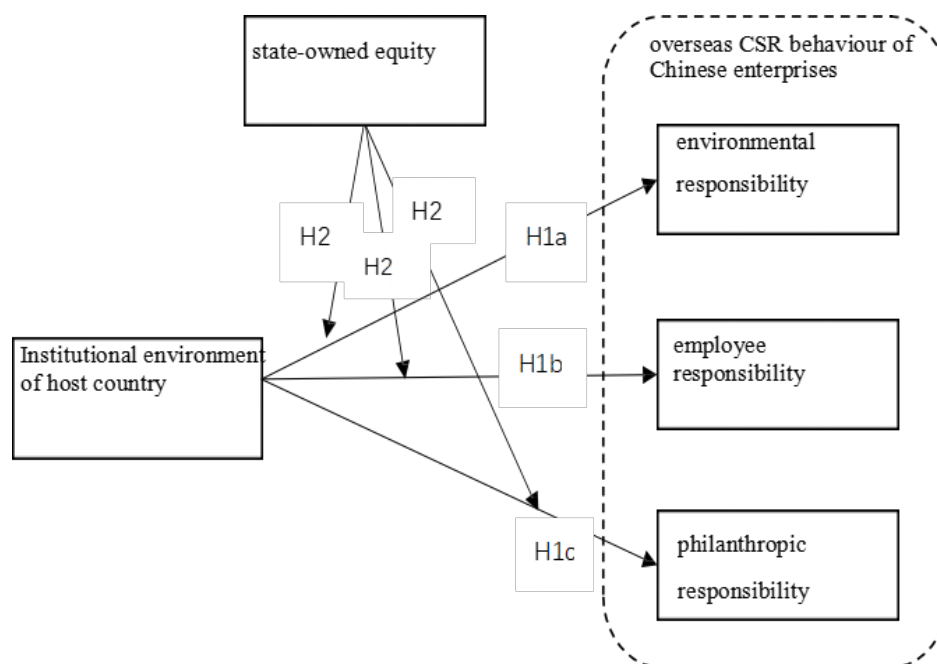 state-owned equity
overseas CSR behaviour of
Chinese enterprises
environmental
responsibility
H2
H2
H2
H1a
Institutional environment
of host country
H1b
employee
responsibility
H1c
philanthropic
responsibility